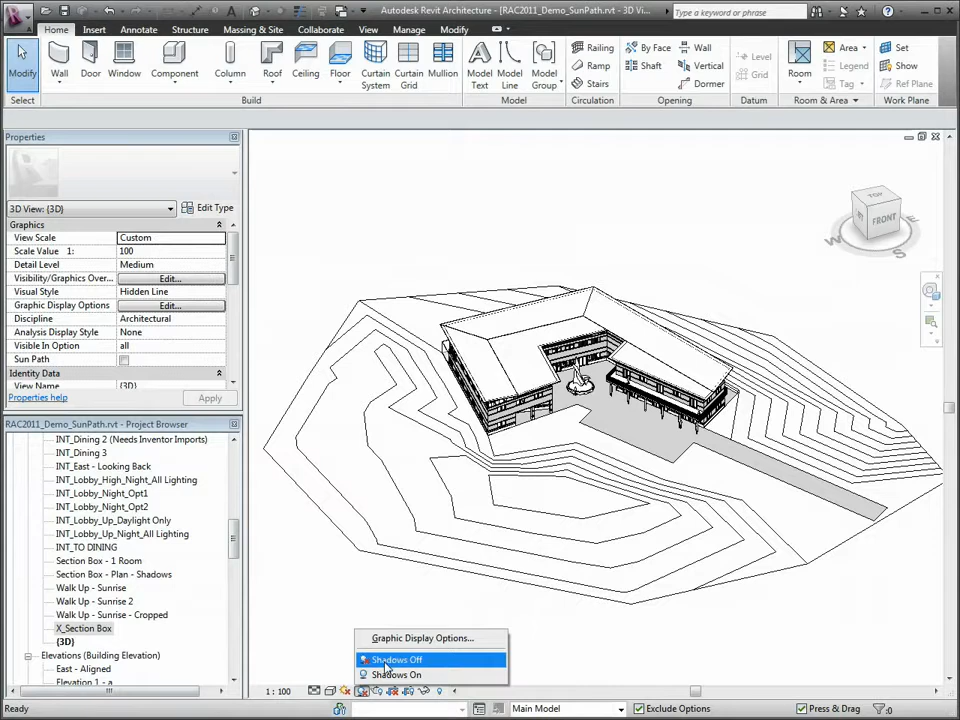 Autodesk Revit Architecture - [RAC2011_Demo_SunPath.rvt - 3D Vi...
Type a keyword or phrase
Home Insert Annotate Structure Massing & Site Collaborate View Manage Modify
Modify Wall Door Window Component Column Roof Ceiling Floor Curtain System Curtain Grid Mullion Model Text Model Line Model Group
Railing By Face Wall Level Room Area Set
Ramp Shaft Vertical Grid Legend Show
Stairs Dormer Tag Ref Plane
Select Build Model Circulation Opening Datum Room & Area Work Plane
Properties
3D View: {3D} Edit Type
Graphics
View Scale Custom
Scale Value 1: 100
Detail Level Medium
Visibility/Graphics Over... Edit...
Visual Style Hidden Line
Graphic Display Options Edit...
Discipline Architectural
Analysis Display Style None
Visible In Option all
Sun Path
Identity Data
View Name {3D}
Properties help Apply
RAC2011_Demo_SunPath.rvt - Project Browser
INT_Dining 2 (Needs Inventor Imports)
INT_Dining 3
INT_East - Looking Back
INT_Lobby_High_Night_All Lighting
INT_Lobby_Night_Opt1
INT_Lobby_Night_Opt2
INT_Lobby_Up_Daylight Only
INT_Lobby_Up_Night_All Lighting
INT_TO DINING
Section Box - 1 Room
Section Box - Plan - Shadows
Walk Up - Sunrise
Walk Up - Sunrise 2
Walk Up - Sunrise - Cropped
X_Section Box
{3D}
Elevations (Building Elevation)
East - Aligned
Elevation 1 - a
TOP
FRONT
W S E
Graphic Display Options...
Shadows Off
Shadows On
1 : 100
Ready Main Model Exclude Options Press & Drag :0